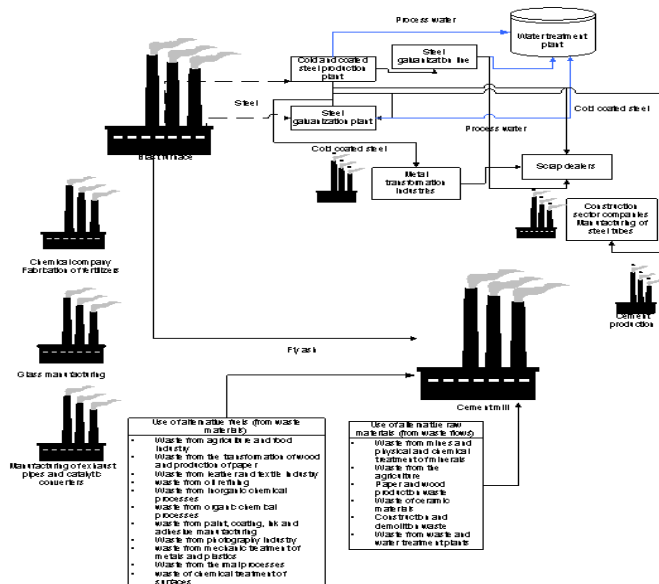 Process water
Water treatment
plant
Steel
galvanization line
Cold and coated
steel production
plant
Steel
Steel
galvanization plant
Cold coated steel
Process water
Blast furnace
Cold coated steel
Metal
transformation
industries
Scrap dealers
Construction
sector companies
Manufacturing of
steel tubes
Chemical company
Fabrication of fertilizers
Cement
production
Fly ash
Glass manufacturing
Cement mill
Manufacturing of exhaust
pipes and catalytic
converters
Use of alternative fuels (from waste
materials)
• Waste from agriculture and food
industry
• Waste from the transformation of wood
and production of paper
• Waste from leather and textile industry
• waste from oil refining
• Waste from inorganic chemical
processes
• waste from organic chemical
processes
• waste from paint, coating, ink and
adhesive manufacturing
• Waste from photography industry
• waste from mechanic treatment of
metals and plastics
• Waste from thermal processes
• waste of chemical treatment of
surfaces
Use of alternative raw
materials (from waste flows)
• Waste from mines and
physical and chemical
treatment of minerals
• Waste from the
agriculture
• Paper and wood
production waste
• Waste of ceramic
materials
• Construction and
demolition waste
• Waste from waste and
water treatment plants